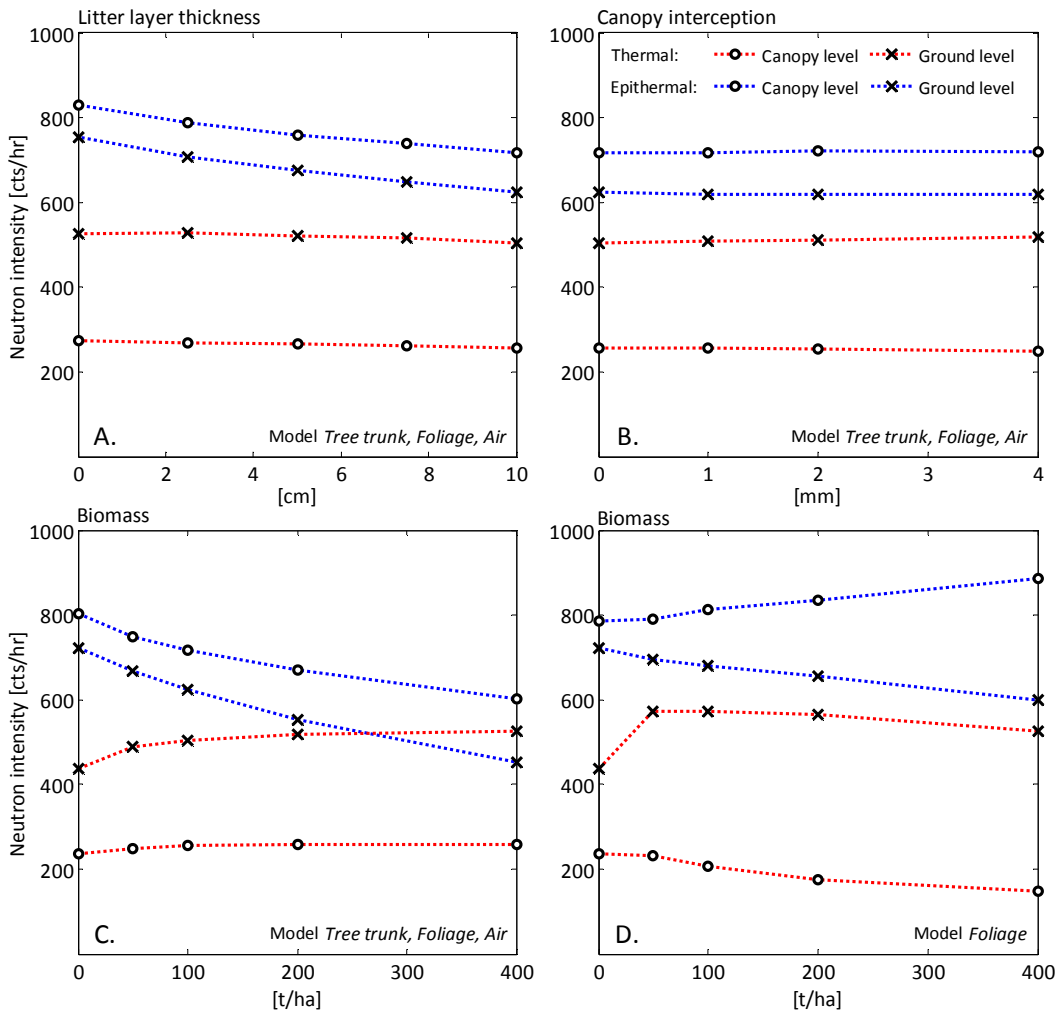 Litter layer thickness
Canopy interception
Neutron intensity [cts/hr]
1000
800
600
400
200
0 2 4 6 8 10
[cm]
A.
Model Tree trunk, Foliage, Air
1000
800
600
400
200
Thermal: Canopy level Ground level
Epithermal: Canopy level Ground level
B.
Model Tree trunk, Foliage, Air
0 1 2 3 4
[mm]
Biomass
Neutron intensity [cts/hr]
1000
800
600
400
200
C.
Model Tree trunk, Foliage, Air
0 100 200 300 400
[t/ha]
Biomass
1000
800
600
400
200
D.
Model Foliage
0 100 200 300 400
[t/ha]